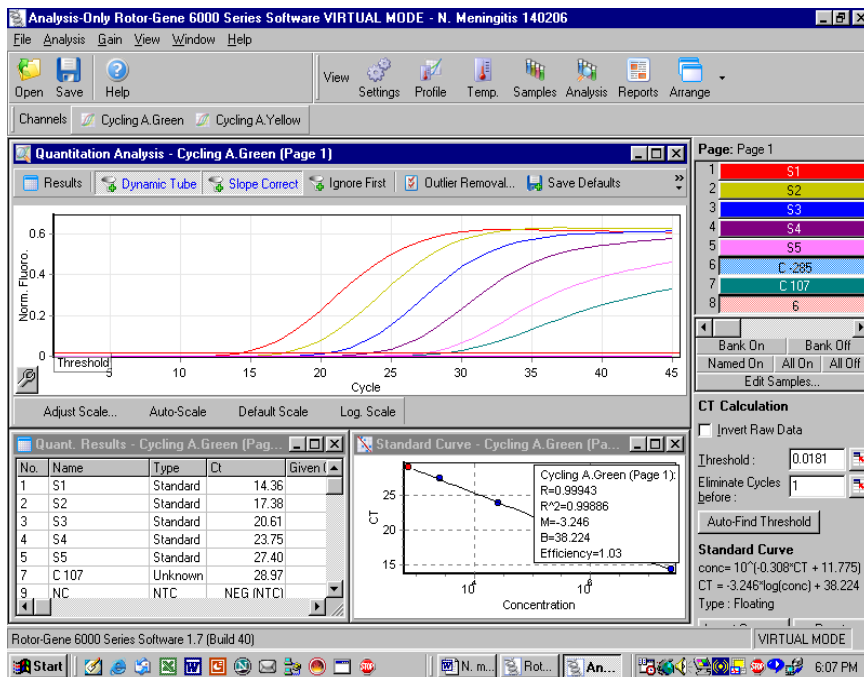 Analysis-Only Rotor-Gene 6000 Series Software VIRTUAL MODE - N. Meningitis 140206
File Analysis Gain View Window Help
Open Save Help View Settings Profile Temp. Samples Analysis Reports Arrange
Channels Cycling A.Green Cycling A.Yellow
Quantitation Analysis - Cycling A.Green (Page 1)
Results Dynamic Tube Slope Correct Ignore First Outlier Removal... Save Defaults »
Norm. Fluoro.
0.6
0.4
0.2
0
Threshold
5 10 15 20 25 30 35 40 45
Cycle
Adjust Scale... Auto-Scale Default Scale Log. Scale
Page: Page 1
1 S1
2 S2
3 S3
4 S4
5 S5
6 C -285
7 C 107
8 6
Bank On Bank Off
Named On All On All Off
Edit Samples...
CT Calculation
Invert Raw Data
Threshold : 0.0181
Eliminate Cycles before : 1
Auto-Find Threshold
Standard Curve
conc= 10^(-0.308*CT + 11.775)
CT = -3.246*log(conc) + 38.224
Type : Floating
Quant. Results - Cycling A.Green (Pag...
No. Name Type Ct Given
1 S1 Standard 14.36
2 S2 Standard 17.38
3 S3 Standard 20.61
4 S4 Standard 23.75
5 S5 Standard 27.40
7 C 107 Unknown 28.97
9 NC NTC NEG (NTC)
Standard Curve - Cycling A.Green (Pa...
CT
25
20
15
Cycling A.Green (Page 1):
R=0.99943
R^2=0.99886
M=-3.246
B=38.224
Efficiency=1.03
Concentration
Rotor-Gene 6000 Series Software 1.7 (Build 40) VIRTUAL MODE
Start N. m... Rot... An... 6:07 PM